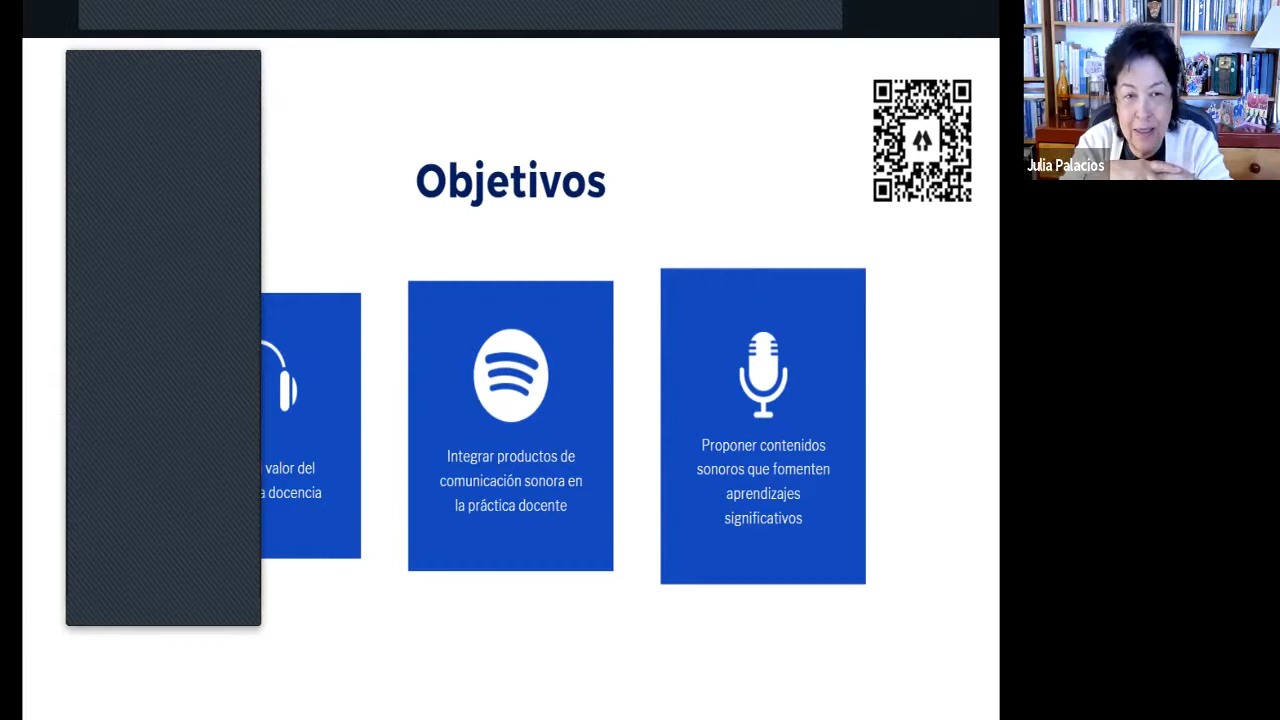 Objetivos
valor del
a docencia
Integrar productos de
comunicación sonora en
la práctica docente
Proponer contenidos
sonoros que fomenten
aprendizajes
significativos
Julia Palacios